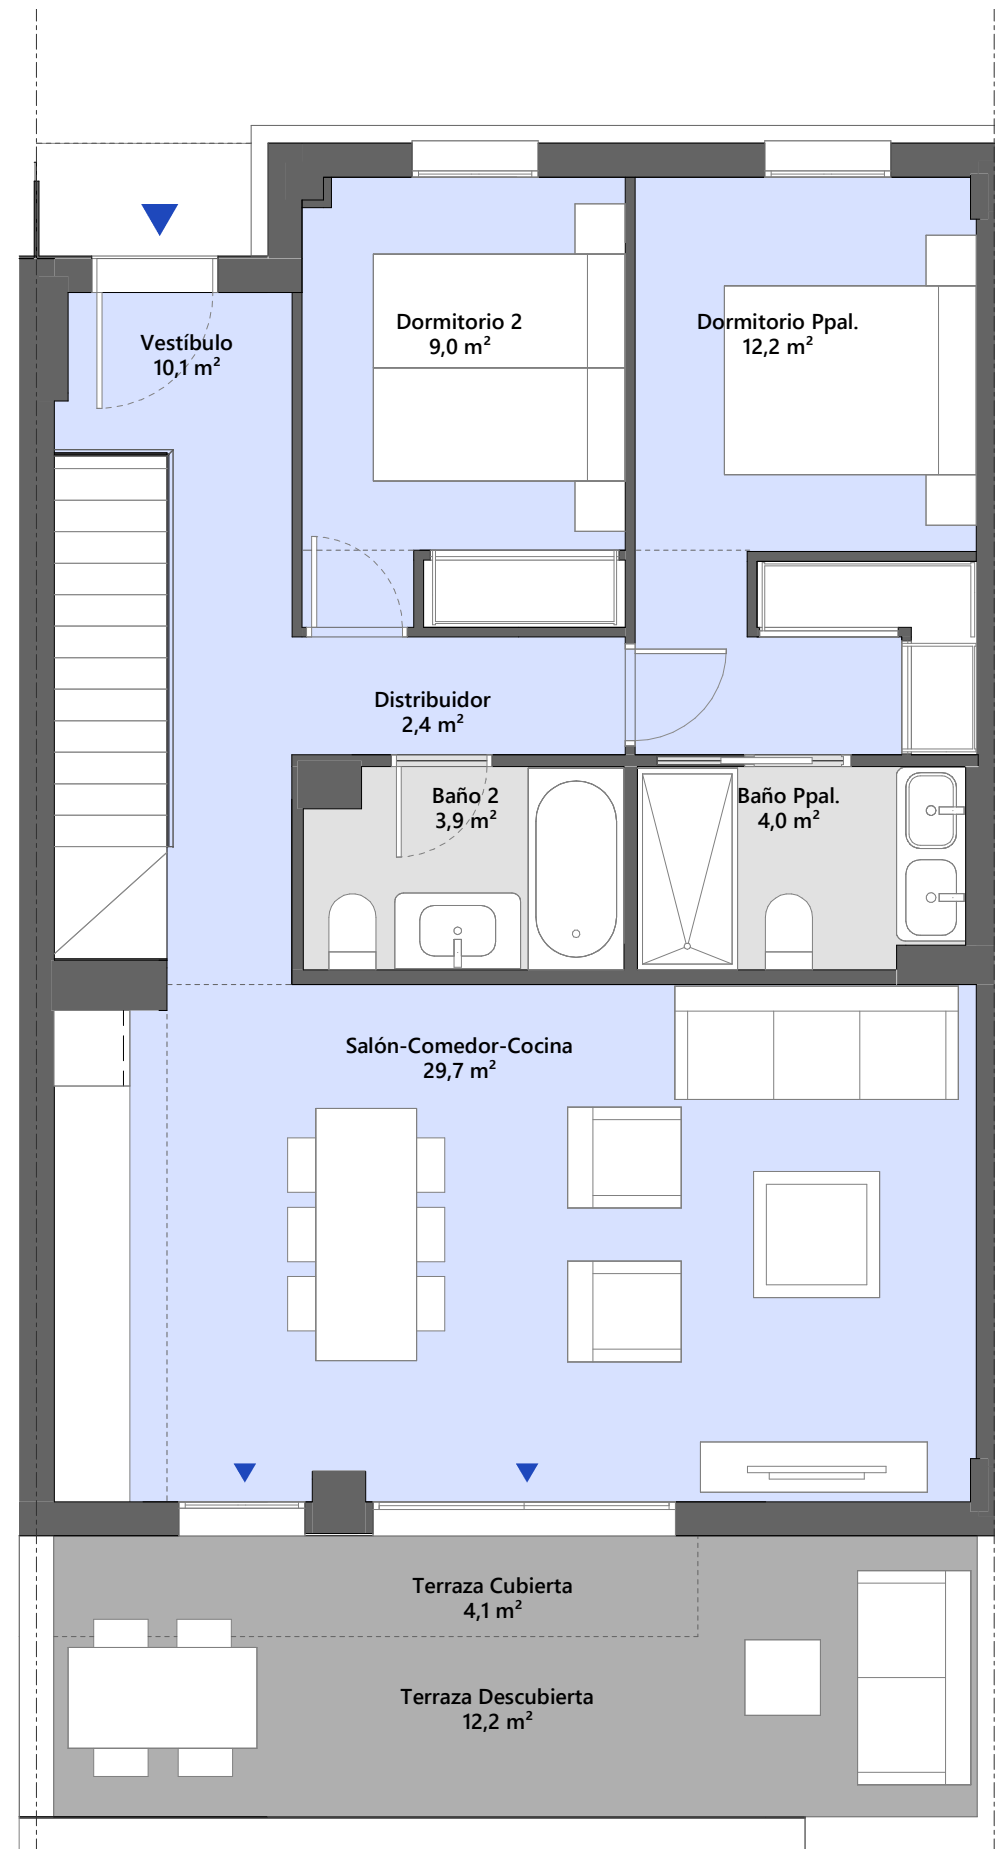 Dormitorio 2
9,0 m²
Dormitorio Ppal.
12,2 m²
Vestíbulo
10,1 m²
Distribuidor
2,4 m²
Baño 2
3,9 m²
Baño Ppal.
4,0 m²
Salón-Comedor-Cocina
29,7 m²
Terraza Cubierta
4,1 m²
Terraza Descubierta
12,2 m²